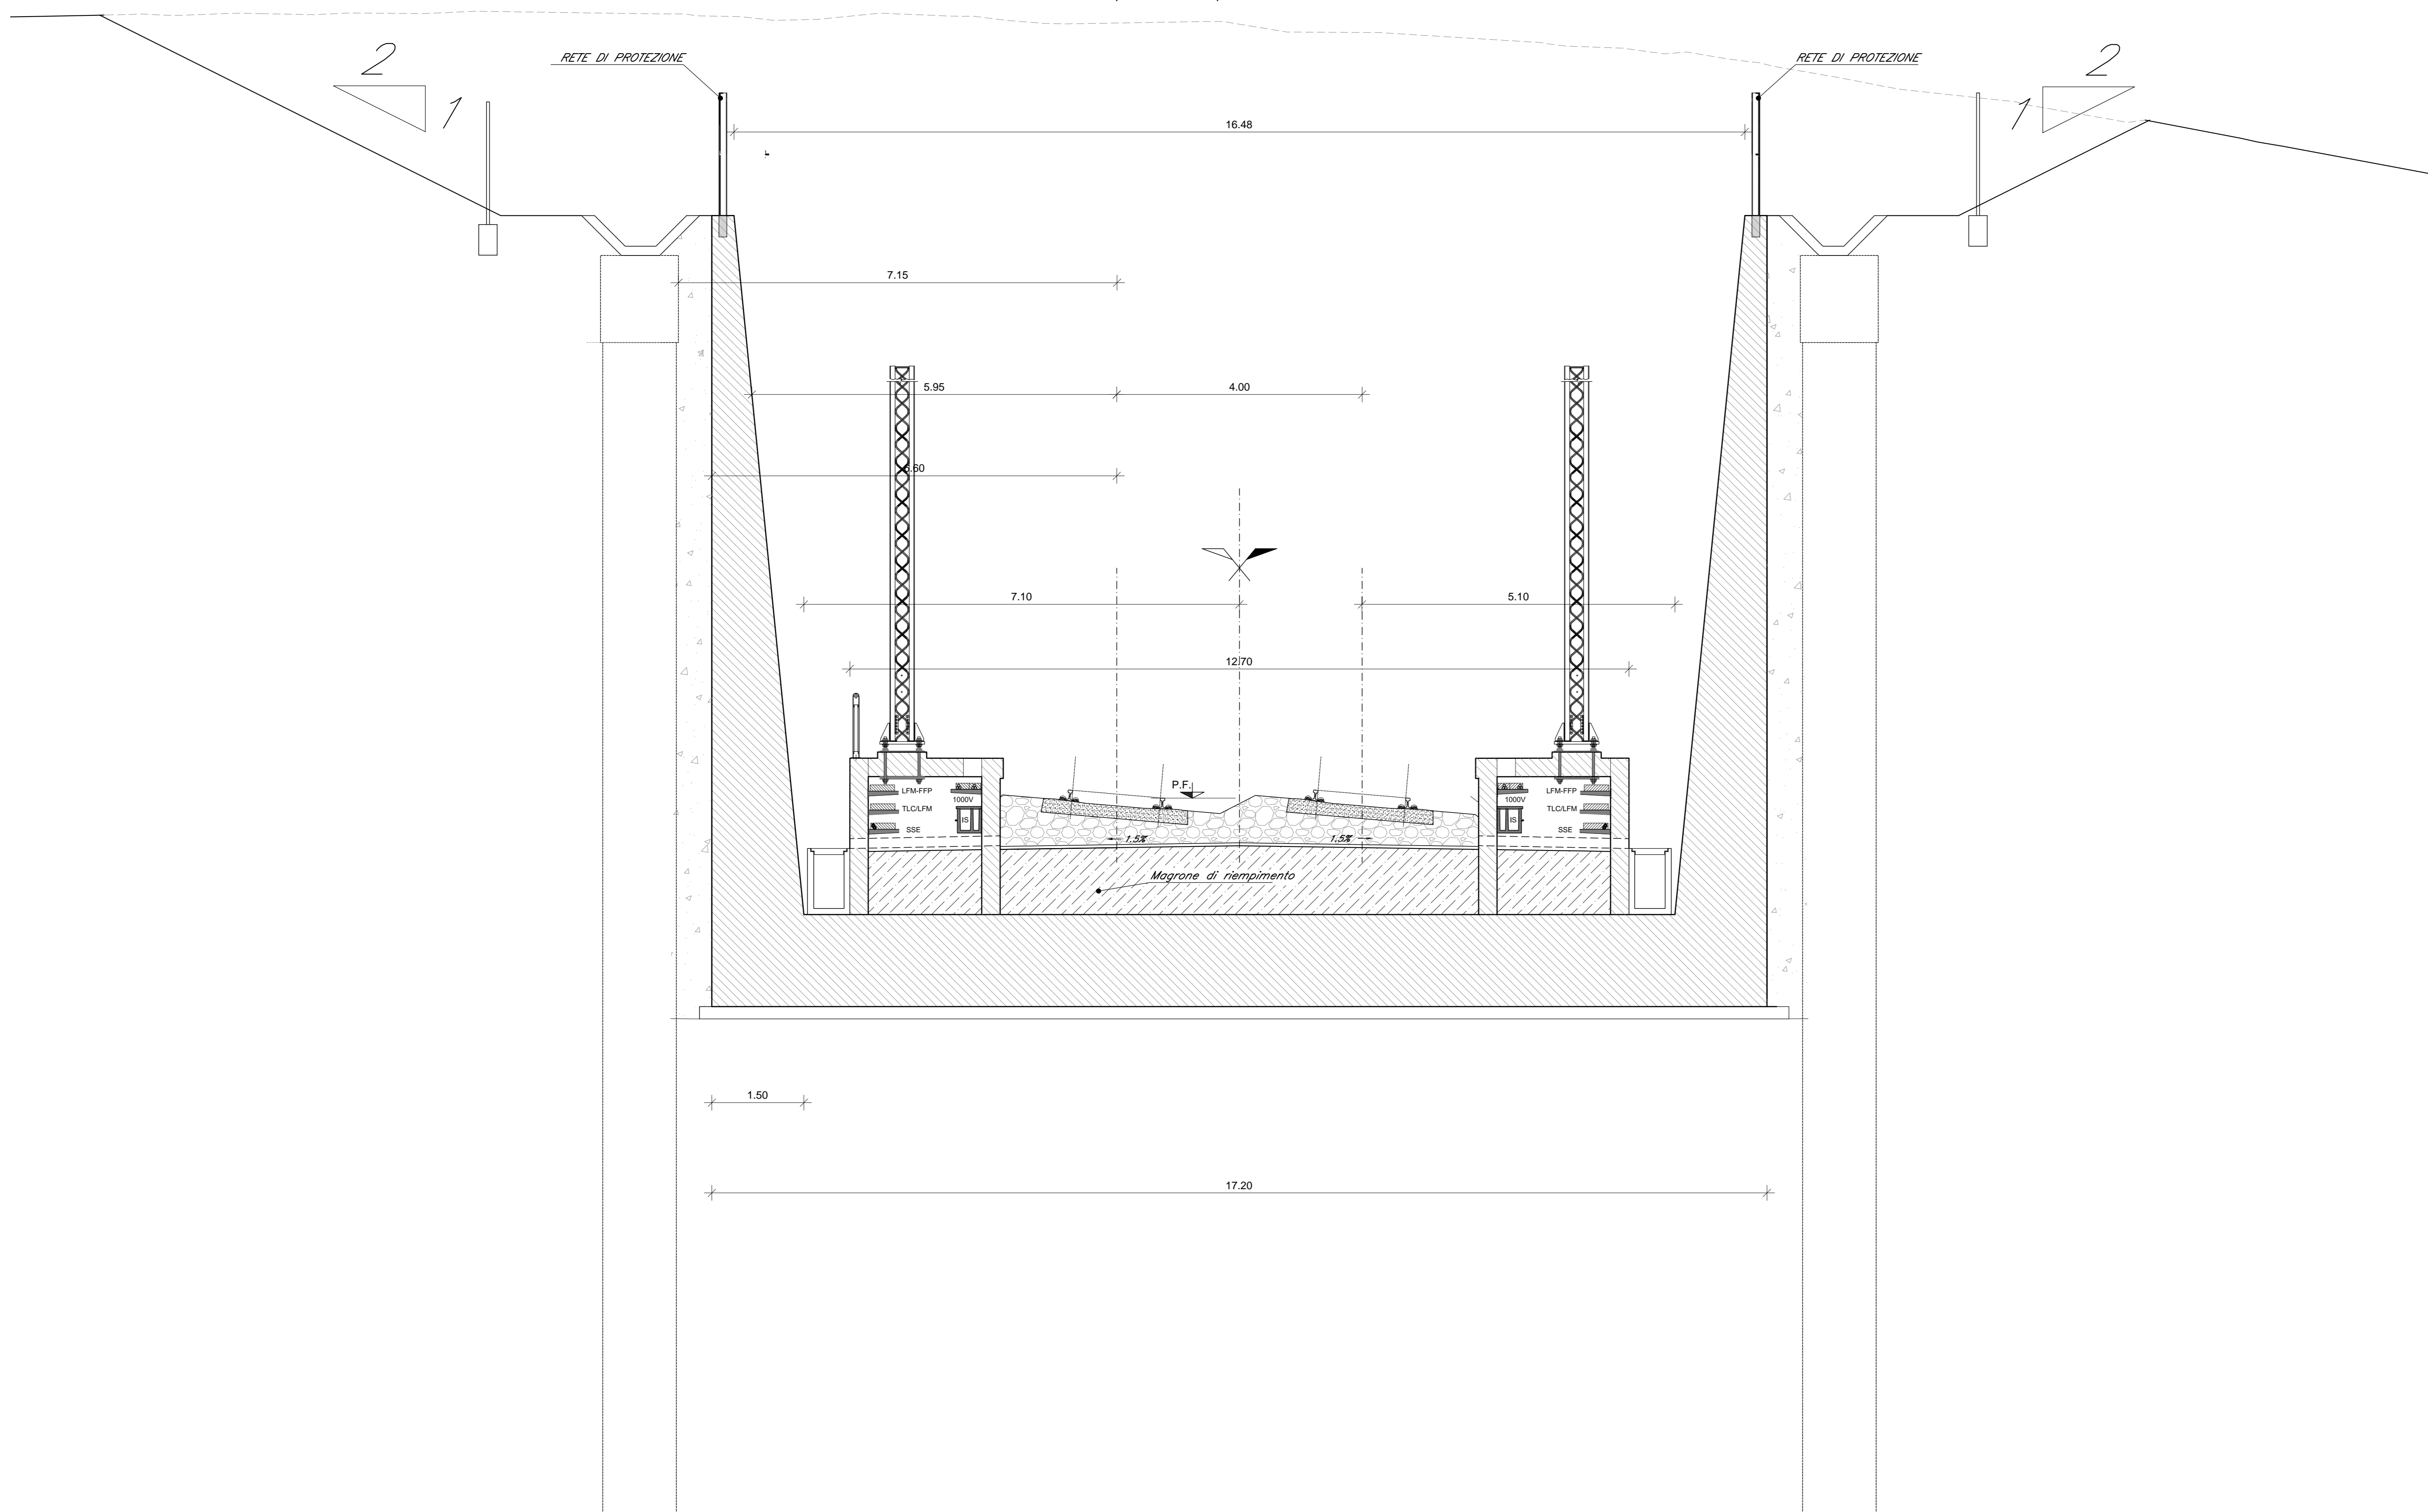 2
RETE DI PROTEZIONE
RETE DI PROTEZIONE
2
1
1
16.48
7.15
5.95
4.00
6.60
7.10
5.10
12.70
P.F.
LFM-FFP
LFM-FFP
1000V
1000V
TLC/LFM
TLC/LFM
IS
IS
SSE
SSE
1.5%
1.5%
Magrone di riempimento
1.50
17.20